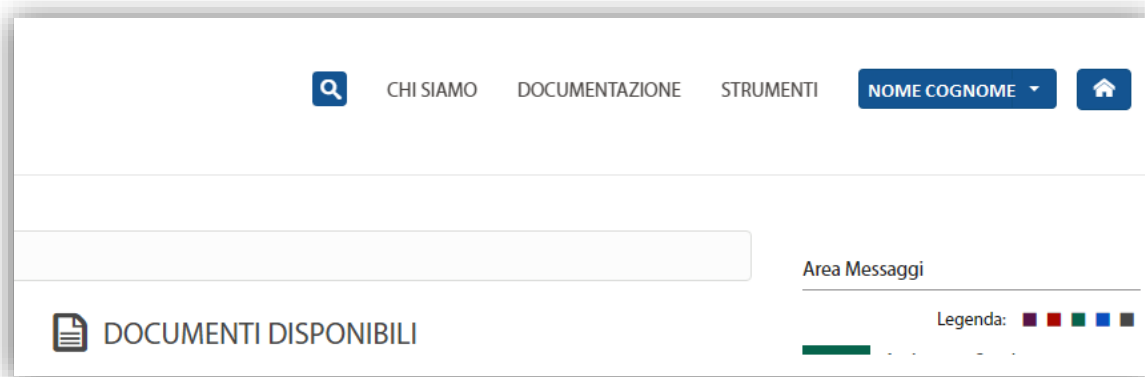 CHI SIAMO DOCUMENTAZIONE STRUMENTI NOME COGNOME
Area Messaggi
Legenda:
DOCUMENTI DISPONIBILI